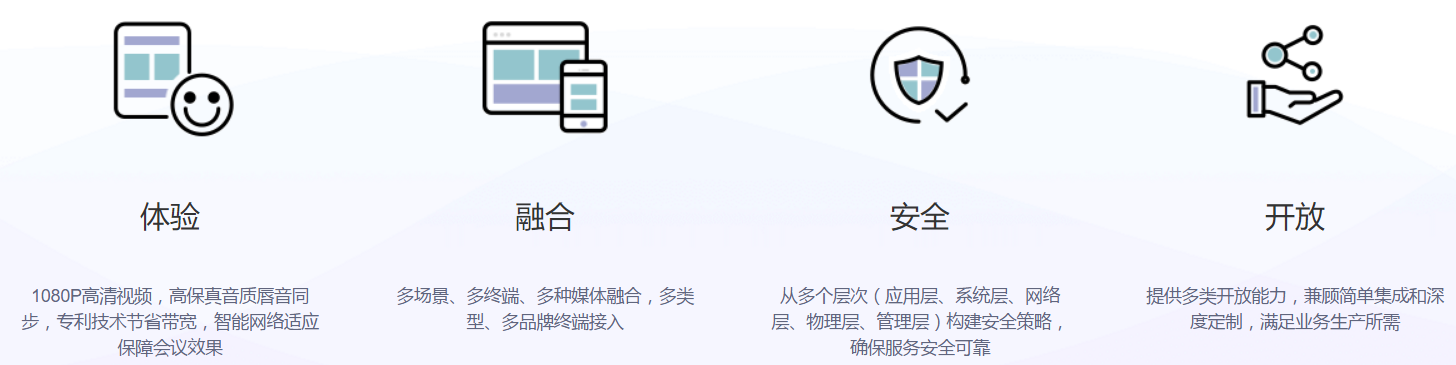 体验
1080P高清视频，高保真音质唇音同
步，专利技术节省带宽，智能网络适应
保障会议效果
融合
多场景、多终端、多种媒体融合，多类
型、多品牌终端接入
安全
从多个层次（应用层、系统层、网络
层、物理层、管理层）构建安全策略，
确保服务安全可靠
开放
提供多类开放能力，兼顾简单集成和深
度定制，满足业务生产所需